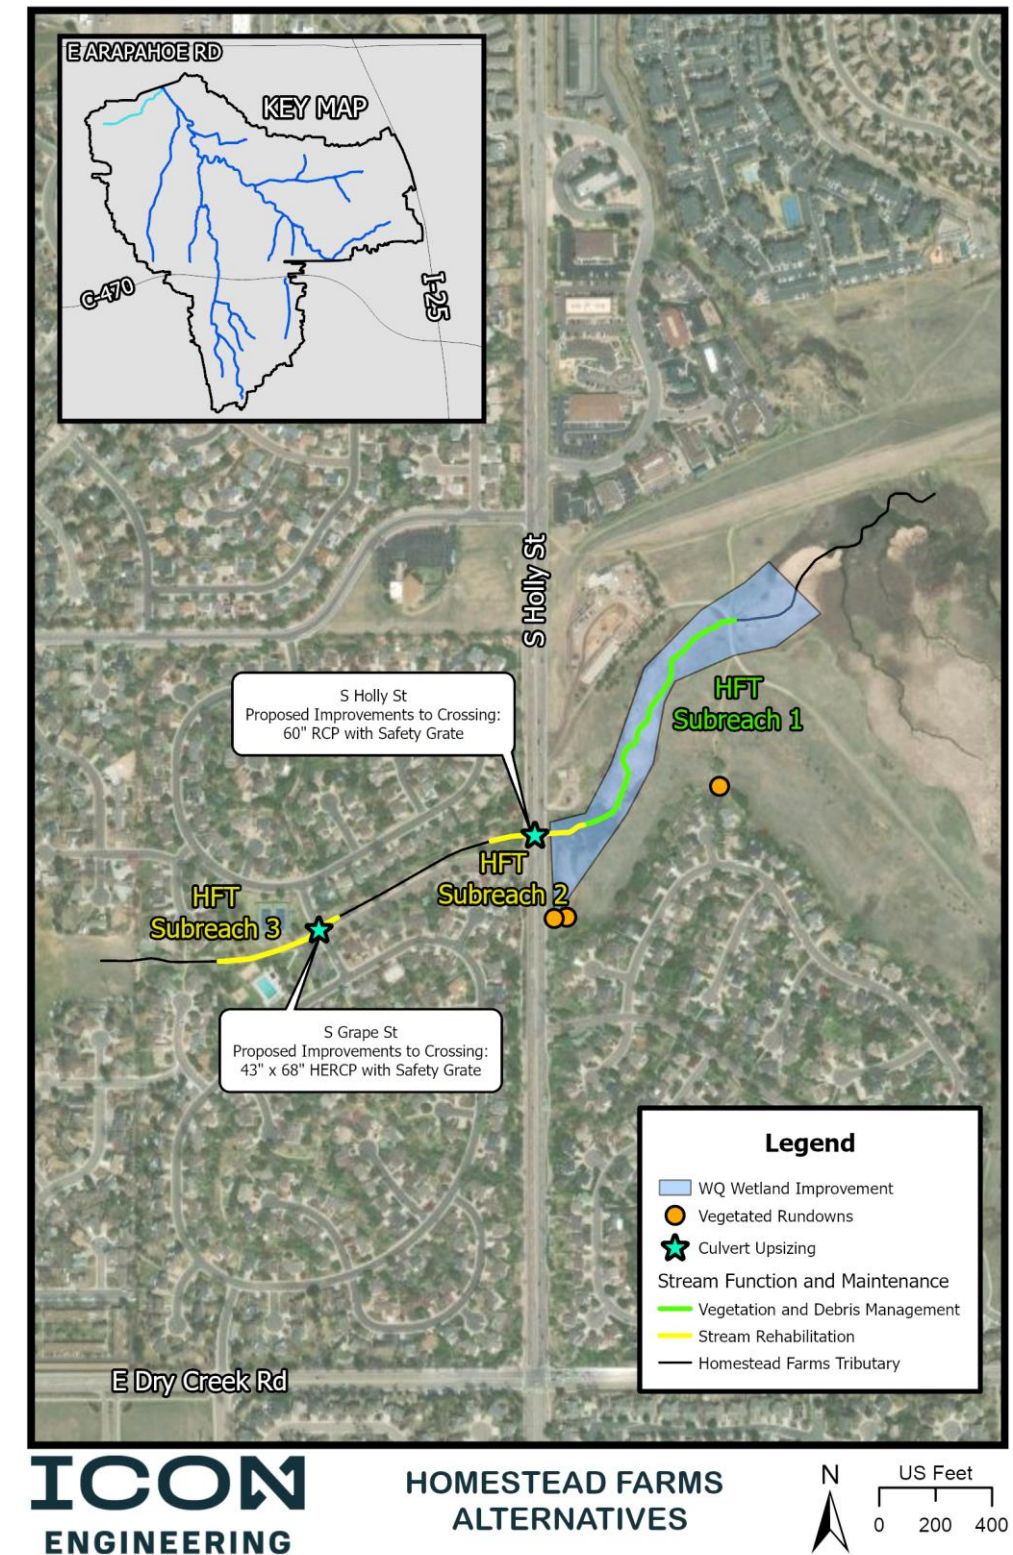 E ARAPAHOE RD
KEY MAP
C-470
I-25
S Holly St
S Holly St
Proposed Improvements to Crossing:
60" RCP with Safety Grate
HFT
Subreach 1
HFT
Subreach 2
HFT
Subreach 3
S Grape St
Proposed Improvements to Crossing:
43" x 68" HERCP with Safety Grate
Legend
WQ Wetland Improvement
Vegetated Rundowns
Culvert Upsizing
Stream Function and Maintenance
Vegetation and Debris Management
Stream Rehabilitation
Homestead Farms Tributary
E Dry Creek Rd
ICON
ENGINEERING
HOMESTEAD FARMS
ALTERNATIVES
N
US Feet
0 200 400